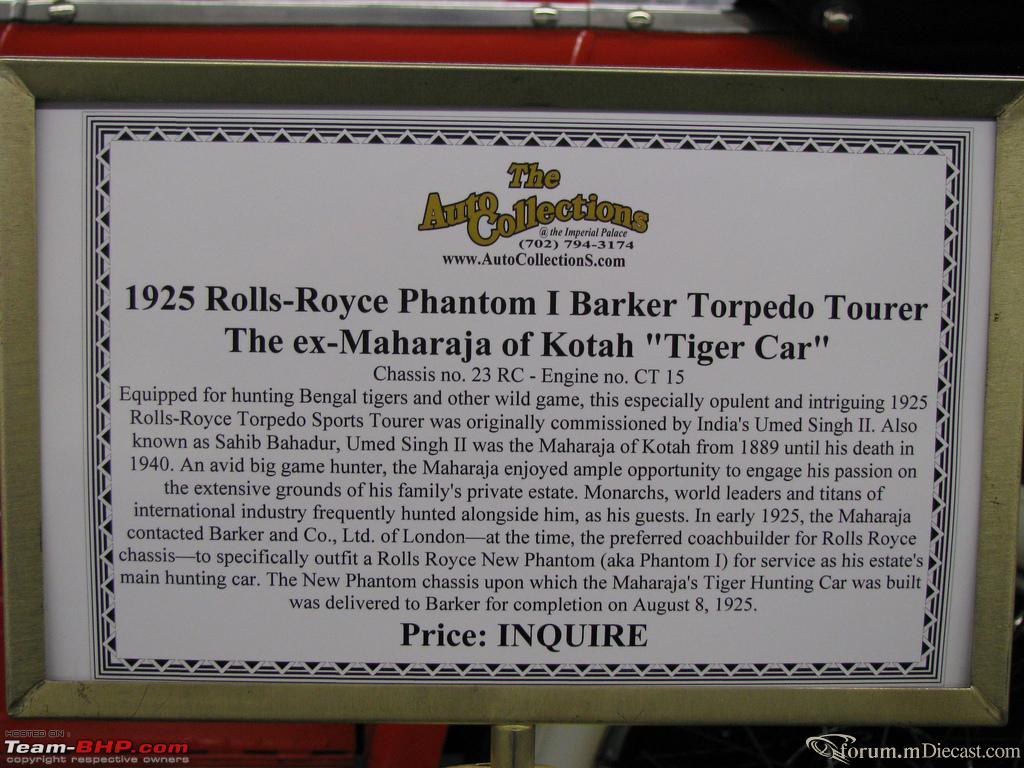 The
Auto Collections
@ the Imperial Palace
(702) 794-3174
www.AutoCollectionS.com
1925 Rolls-Royce Phantom I Barker Torpedo Tourer
The ex-Maharaja of Kotah "Tiger Car"
Chassis no. 23 RC - Engine no. CT 15
Equipped for hunting Bengal tigers and other wild game, this especially opulent and intriguing 1925
Rolls-Royce Torpedo Sports Tourer was originally commissioned by India's Umed Singh II. Also
known as Sahib Bahadur, Umed Singh II was the Maharaja of Kotah from 1889 until his death in
1940. An avid big game hunter, the Maharaja enjoyed ample opportunity to engage his passion on
the extensive grounds of his family's private estate. Monarchs, world leaders and titans of
international industry frequently hunted alongside him, as his guests. In early 1925, the Maharaja
contacted Barker and Co., Ltd. of London—at the time, the preferred coachbuilder for Rolls Royce
chassis—to specifically outfit a Rolls Royce New Phantom (aka Phantom I) for service as his estate's
main hunting car. The New Phantom chassis upon which the Maharaja's Tiger Hunting Car was built
was delivered to Barker for completion on August 8, 1925.
Price: INQUIRE
HOSTED ON :
Team-BHP.com
copyright respective owners
forum.mDiecast.com